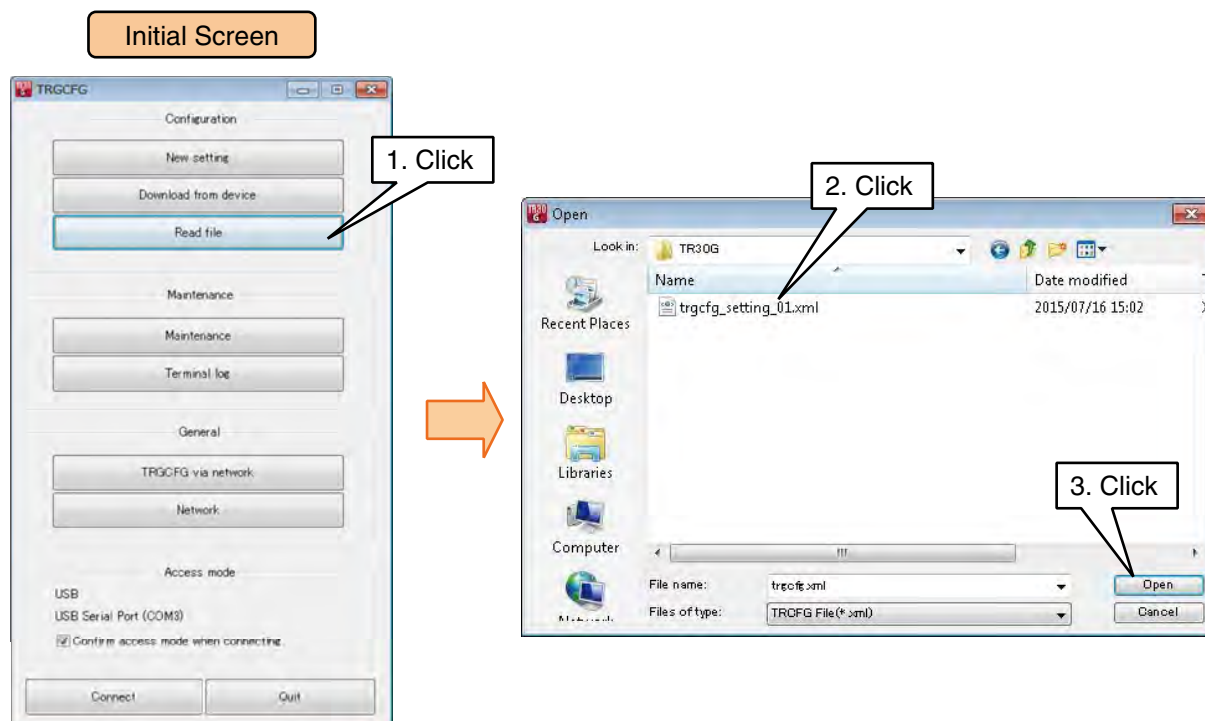 Initial Screen
TRGCFG
Configuration
New setting
Download from device
Read file
1. Click
Maintenance
Maintenance
Terminal log
General
TRGCFG via network
Network
Access mode
USB
USB Serial Port (COM3)
Confirm access mode when connecting
Connect Quit
2. Click
Open
Look in: TR30G
Name Date modified
trgcfg_setting_01.xml 2015/07/16 15:02
Recent Places
Desktop
Libraries
Computer
3. Click
File name: trgcfg.xml Open
Files of type: TRCFG File(*.xml) Cancel